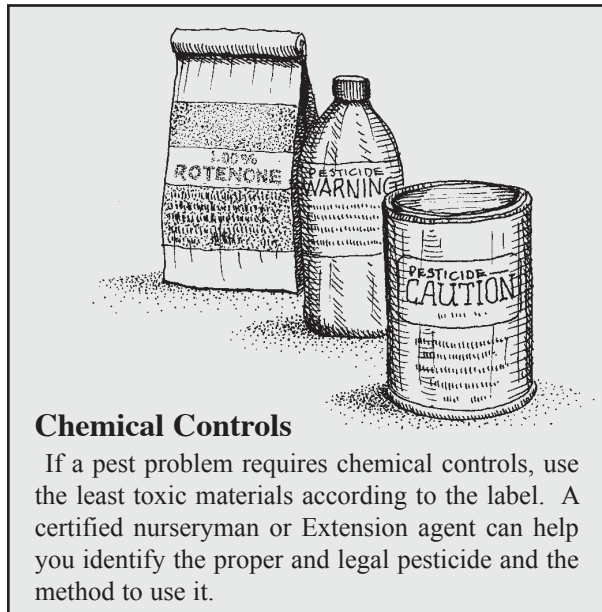 1.00%
ROTENONE
PESTICIDE
WARNING
PESTICIDE
CAUTION
Chemical Controls
If a pest problem requires chemical controls, use
the least toxic materials according to the label. A
certified nurseryman or Extension agent can help
you identify the proper and legal pesticide and the
method to use it.